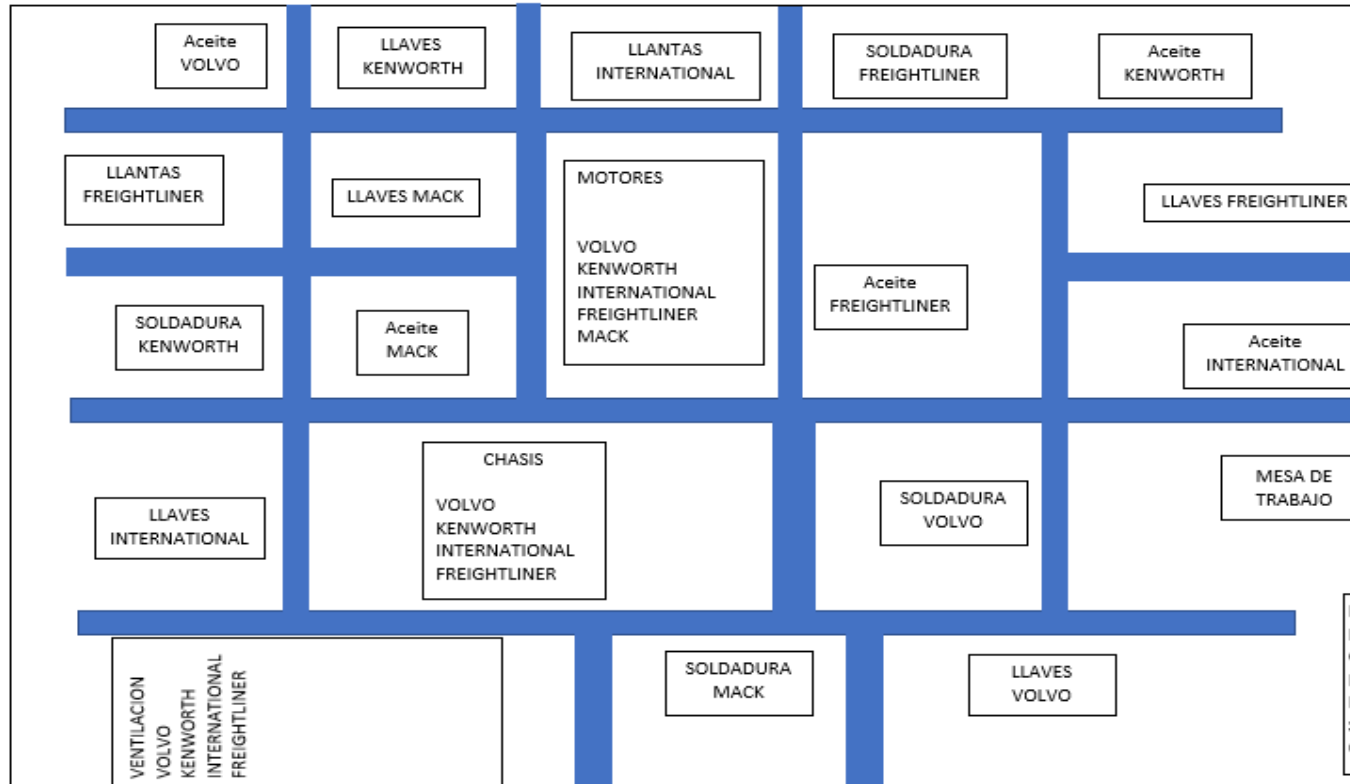 Aceite
VOLVO
LLAVES
KENWORTH
LLANTAS
INTERNATIONAL
SOLDADURA
FREIGHTLINER
Aceite
KENWORTH
LLANTAS
FREIGHTLINER
LLAVES MACK
MOTORES
VOLVO
KENWORTH
INTERNATIONAL
FREIGHTLINER
MACK
LLAVES FREIGHTLINER
Aceite
FREIGHTLINER
SOLDADURA
KENWORTH
Aceite
MACK
Aceite
INTERNATIONAL
LLAVES
INTERNATIONAL
CHASIS
VOLVO
KENWORTH
INTERNATIONAL
FREIGHTLINER
SOLDADURA
VOLVO
MESA DE
TRABAJO
VENTILACION
VOLVO
KENWORTH
INTERNATIONAL
FREIGHTLINER
SOLDADURA
MACK
LLAVES
VOLVO